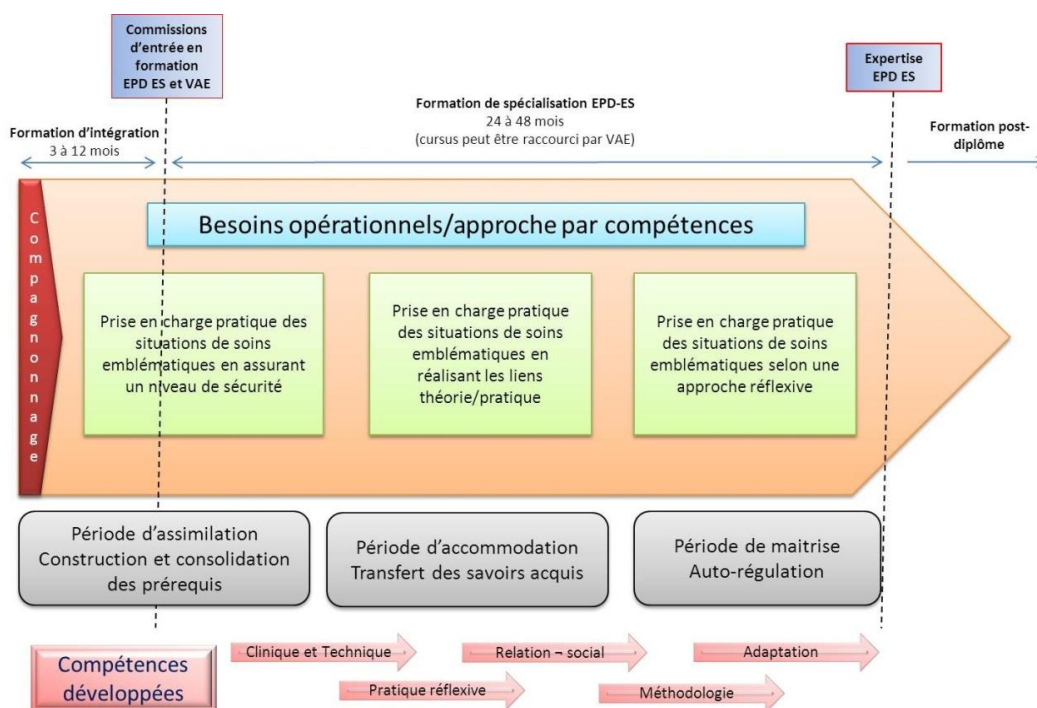 Commissions
d'entrée en
formation
EPD ES et VAE
Expertise
EPD ES
Formation de spécialisation EPD-ES
24 à 48 mois
(cursus peut être raccourci par VAE)
Formation d'intégration
3 à 12 mois
Formation post-
diplôme
Compagnonnage
Besoins opérationnels/approche par compétences
Prise en charge pratique des
situations de soins
emblématiques en assurant
un niveau de sécurité
Prise en charge pratique
des situations de soins
emblématiques en
réalisant les liens
théorie/pratique
Prise en charge pratique
des situations de soins
emblématiques selon une
approche réflexive
Période d'assimilation
Construction et consolidation
des prérequis
Période d'accommodation
Transfert des savoirs acquis
Période de maitrise
Auto-régulation
Compétences
développées
Clinique et Technique
Relation – social
Adaptation
Pratique réflexive
Méthodologie